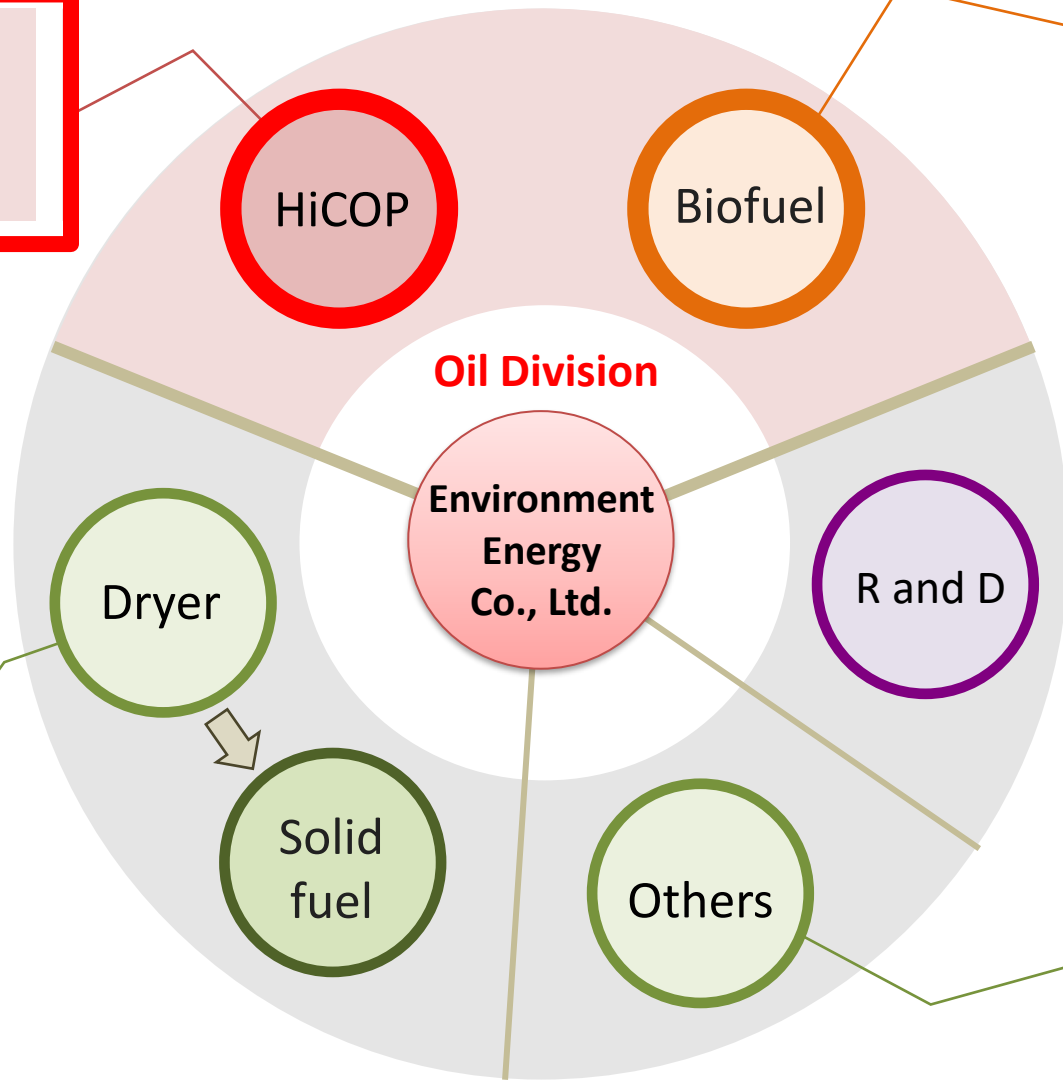 HiCOP
Biofuel
Oil Division
Environment
Energy
Co., Ltd.
R and D
Dryer
Solid
fuel
Others